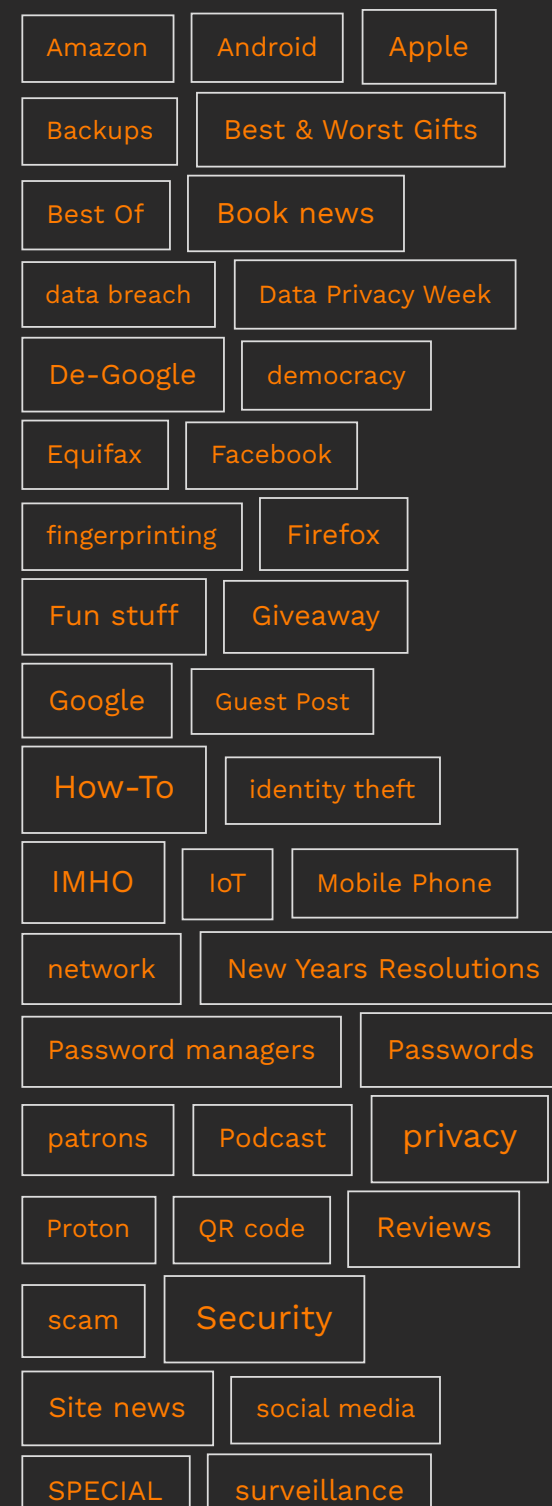 Amazon Android Apple
Backups Best & Worst Gifts
Best Of Book news
data breach Data Privacy Week
De-Google democracy
Equifax Facebook
fingerprinting Firefox
Fun stuff Giveaway
Google Guest Post
How-To identity theft
IMHO IoT Mobile Phone
network New Years Resolutions
Password managers Passwords
patrons Podcast privacy
Proton QR code Reviews
scam Security
Site news social media
SPECIAL surveillance